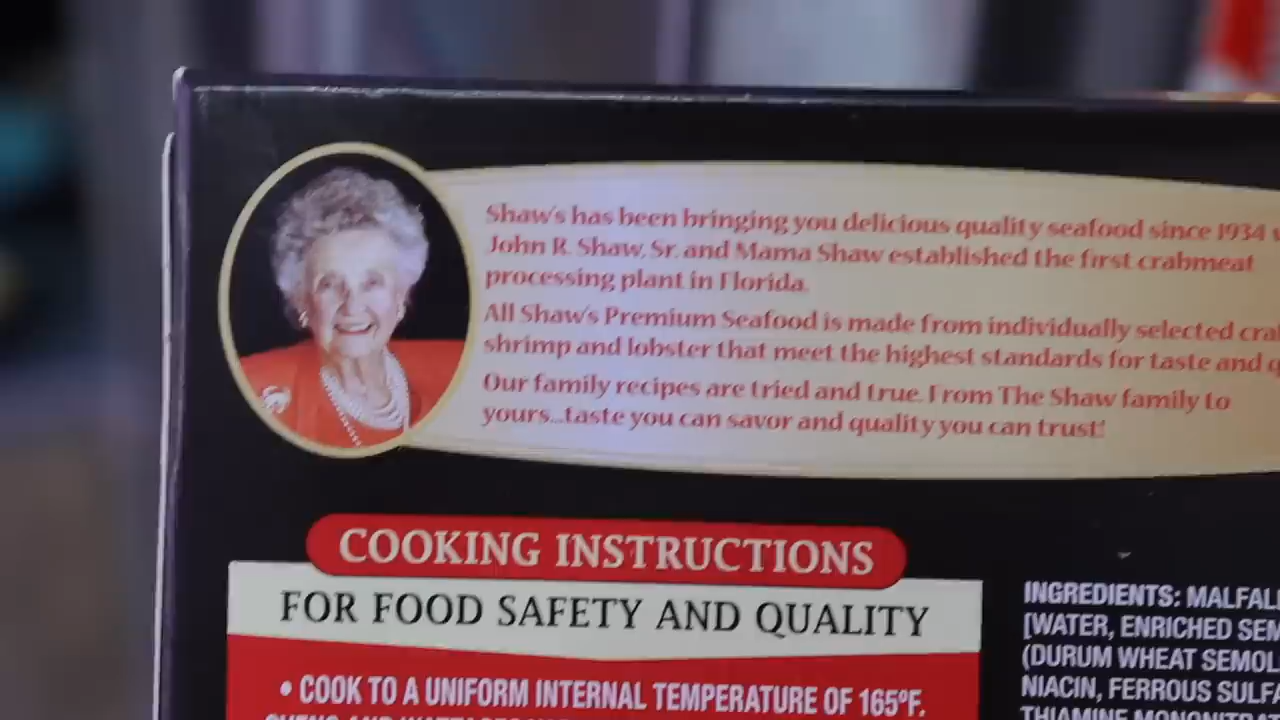 Shaw's has been bringing you delicious quality seafood since 1934
John R. Shaw, Sr. and Mama Shaw established the first crabmeat
processing plant in Florida.
All Shaw's Premium Seafood is made from individually selected
shrimp and lobster that meet the highest standards for taste and
Our family recipes are tried and true. From The Shaw family to
yours...taste you can savor and quality you can trust!
COOKING INSTRUCTIONS
FOR FOOD SAFETY AND QUALITY
• COOK TO A UNIFORM INTERNAL TEMPERATURE OF 165°F.
INGREDIENTS:
[WATER, ENRICHED
(DURUM WHEAT
NIACIN, FERROUS